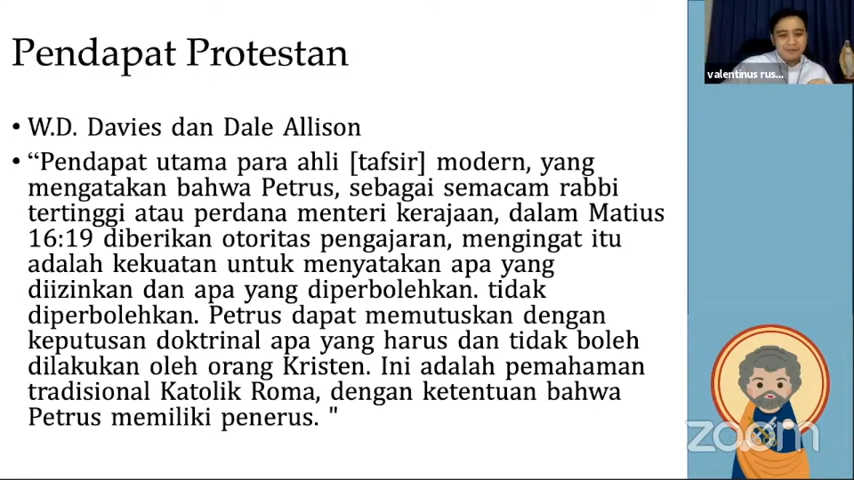 Pendapat Protestan
valentinus rus...
• W.D. Davies dan Dale Allison
• “Pendapat utama para ahli [tafsir] modern, yang
mengatakan bahwa Petrus, sebagai semacam rabbi
tertinggi atau perdana menteri kerajaan, dalam Matius
16:19 diberikan otoritas pengajaran, mengingat itu
adalah kekuatan untuk menyatakan apa yang
diizinkan dan apa yang diperbolehkan. tidak
diperbolehkan. Petrus dapat memutuskan dengan
keputusan doktrinal apa yang harus dan tidak boleh
dilakukan oleh orang Kristen. Ini adalah pemahaman
tradisional Katolik Roma, dengan ketentuan bahwa
Petrus memiliki penerus. "
zoom